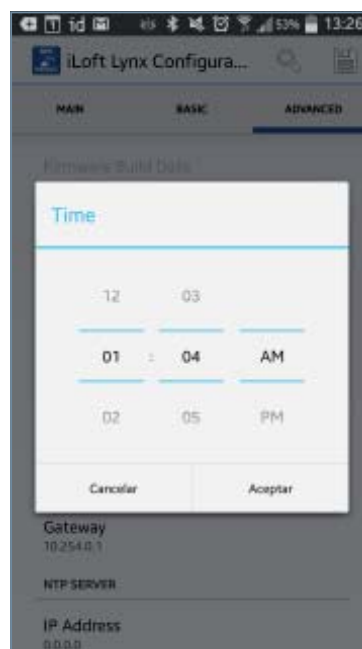 53% 13:26
iLoft Lynx Configura...
MAIN BASIC ADVANCED
Firmware Build Date
Time
12 03
01 : 04 AM
02 05 PM
Cancelar Aceptar
Gateway
10.254.0.1
NTP SERVER
IP Address
0.0.0.0